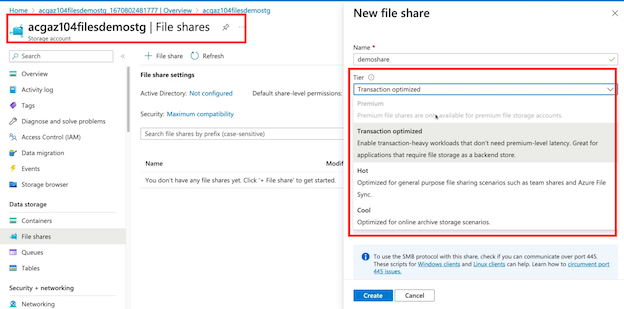 Home > acgaz104filesdemostg_1670802481777 | Overview > acgaz104filesdemostg
acgaz104filesdemostg | File shares
Storage account
Search
Overview
Activity log
Tags
Diagnose and solve problems
Access Control (IAM)
Data migration
Events
Storage browser
Data storage
Containers
File shares
Queues
Tables
Security + networking
Networking
+ File share
Refresh
File share settings
Active Directory: Not configured
Default share-level permissions:
Security: Maximum compatibility
Search file shares by prefix (case-sensitive)
Name
Modif
You don't have any file shares yet. Click '+ File share' to get started.
New file share
Name *
demoshare
Tier
Transaction optimized
Premium
Premium file shares are only available for premium file storage accounts.
Transaction optimized
Enable transaction-heavy workloads that don't need premium-level latency. Great for
applications that require file storage as a backend store.
Hot
Optimized for general purpose file sharing scenarios such as team shares and Azure File
Sync.
Cool
Optimized for online archive storage scenarios.
To use the SMB protocol with this share, check if you can communicate over port 445.
These scripts for Windows clients and Linux clients can help. Learn how to circumvent port
445 issues.
Create
Cancel